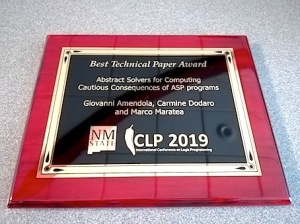 Best Technical Paper Award
Abstract Solvers for Computing
Cautious Consequences of ASP programs
Giovanni Amendola, Carmine Dodaro
and Marco Maratea
NM
STATE
ICLP 2019
International Conference on Logic Programming